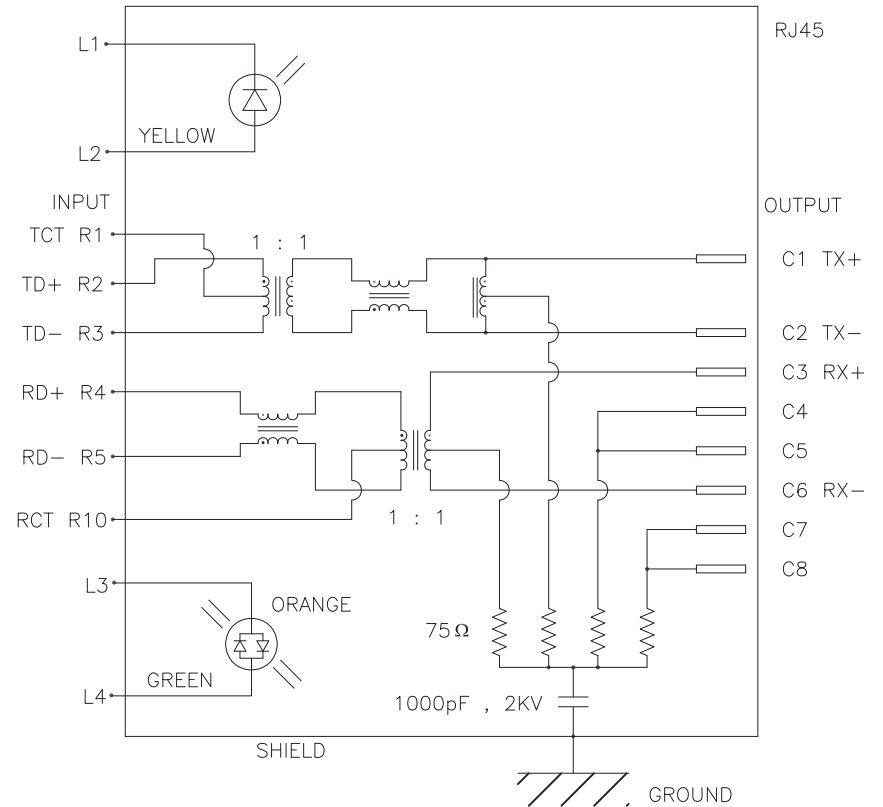 RJ45
L1
YELLOW
L2
INPUT
OUTPUT
TCT R1
1 : 1
C1 TX+
TD+ R2
TD- R3
C2 TX-
C3 RX+
RD+ R4
C4
C5
RD- R5
C6 RX-
RCT R10
1 : 1
C7
C8
L3
ORANGE
75Ω
GREEN
L4
1000pF , 2KV
SHIELD
GROUND